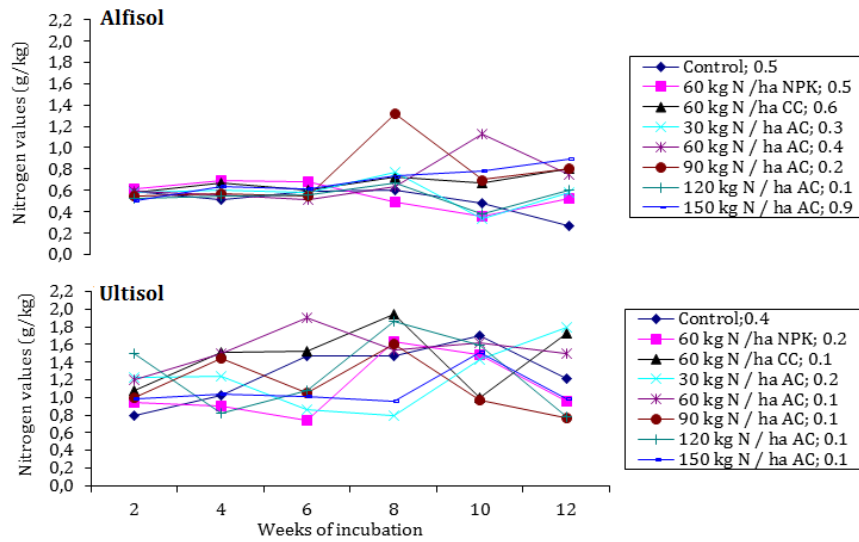 Alfisol
Nitrogen values (g/kg)
2,2
2,0
1,8
1,6
1,4
1,2
1,0
0,8
0,6
0,4
0,2
0,0
Control; 0.5
60 kg N /ha NPK; 0.5
60 kg N /ha CC; 0.6
30 kg N / ha AC; 0.3
60 kg N / ha AC; 0.4
90 kg N / ha AC; 0.2
120 kg N / ha AC; 0.1
150 kg N / ha AC; 0.9
Ultisol
Nitrogen values (g/kg)
2,2
2,0
1,8
1,6
1,4
1,2
1,0
0,8
0,6
0,4
0,2
0,0
2 4 6 8 10 12
Weeks of incubation
Control;0.4
60 kg N /ha NPK; 0.2
60 kg N /ha CC; 0.1
30 kg N / ha AC; 0.2
60 kg N / ha AC; 0.1
90 kg N / ha AC; 0.1
120 kg N / ha AC; 0.1
150 kg N / ha AC; 0.1